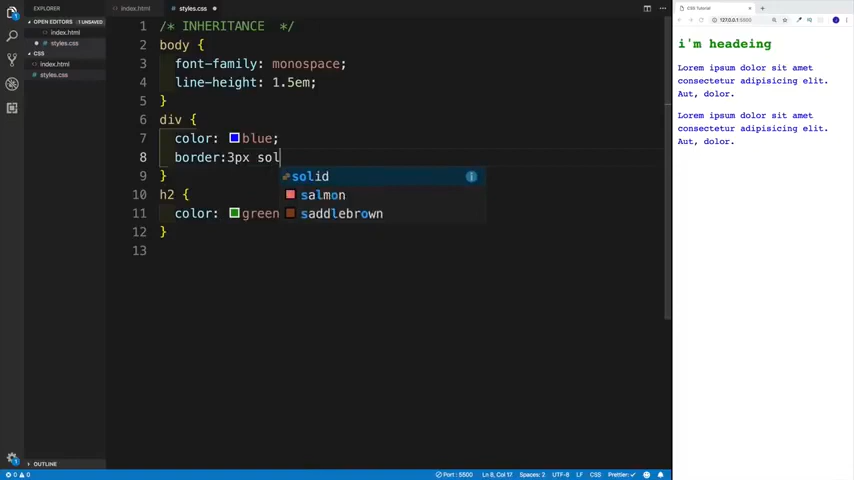 EXPLORER
OPEN EDITORS 1 UNSAVED
index.html
styles.css
CSS
index.html
styles.css
OUTLINE
index.html
styles.css
1 /* INHERITANCE  */
2 body {
3 font-family: monospace;
4 line-height: 1.5em;
5 }
6 div {
7 color: blue;
8 border:3px sol
9 }
10 h2 {
11 color: green
12 }
13
solid
salmon
saddlebrown
0 0
Port : 5500 Ln 8, Col 17 Spaces: 2 UTF-8 LF CSS Prettier:
CSS Tutorial
127.0.0.1:5500
i'm headeing
Lorem ipsum dolor sit amet
consectetur adipisicing elit.
Aut, dolor.
Lorem ipsum dolor sit amet
consectetur adipisicing elit.
Aut, dolor.